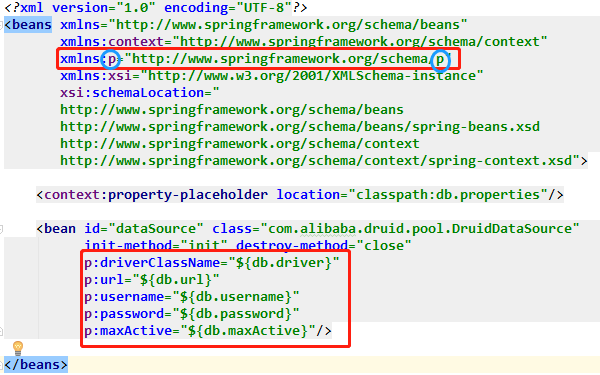 <?xml version="1.0" encoding="UTF-8"?>
<beans xmlns="http://www.springframework.org/schema/beans"
xmlns:context="http://www.springframework.org/schema/context"
xmlns:p="http://www.springframework.org/schema/p"
xmlns:xsi="http://www.w3.org/2001/XMLSchema-instance"
xsi:schemaLocation="
http://www.springframework.org/schema/beans
http://www.springframework.org/schema/beans/spring-beans.xsd
http://www.springframework.org/schema/context
http://www.springframework.org/schema/context/spring-context.xsd">
<context:property-placeholder location="classpath:db.properties"/>
<bean id="dataSource" class="com.alibaba.druid.pool.DruidDataSource"
init-method="init" destroy-method="close"
p:driverClassName="${db.driver}"
p:url="${db.url}"
p:username="${db.username}"
p:password="${db.password}"
p:maxActive="${db.maxActive}"/>
</beans>